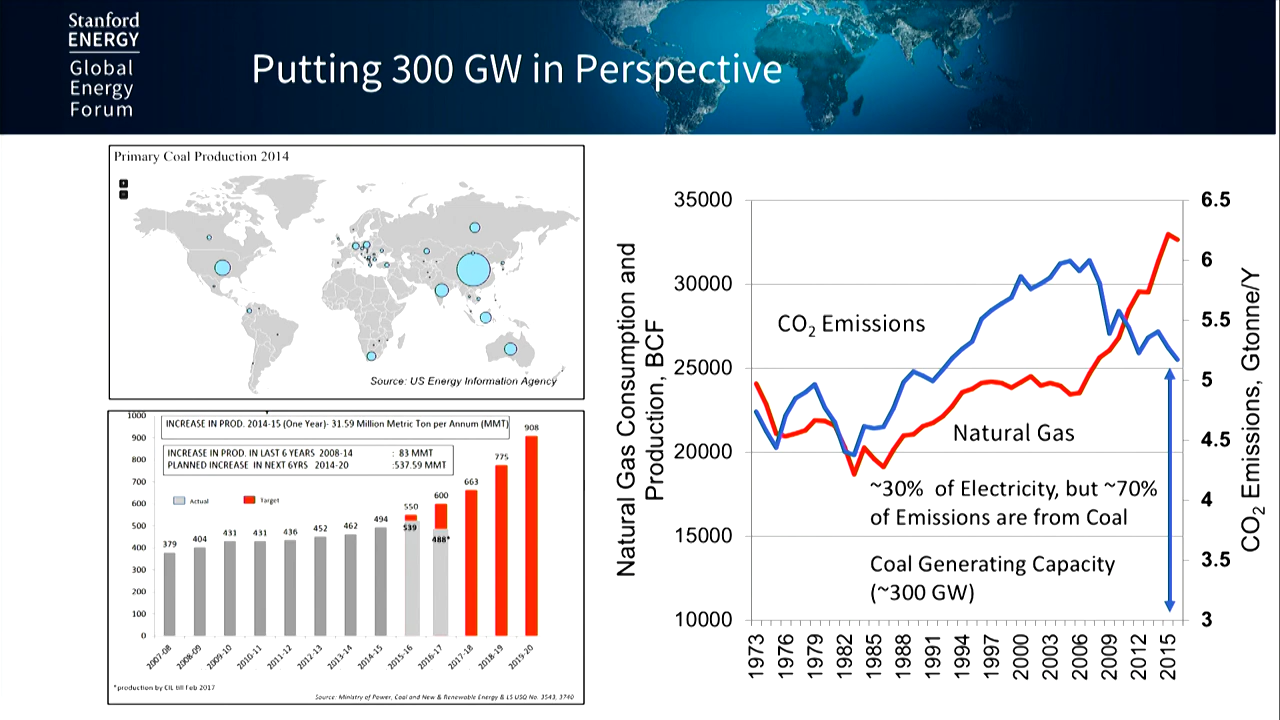 Stanford
ENERGY
Global
Energy
Forum
Putting 300 GW in Perspective
Primary Coal Production 2014
Source: US Energy Information Agency
1000
900
800
700
600
500
400
300
200
100
0
INCREASE IN PROD. 2014-15 (One Year)- 31.59 Million Metric Ton per Annum (MMT)
INCREASE IN PROD. IN LAST 6 YEARS 2008-14 : 83 MMT
PLANNED INCREASE IN NEXT 6YRS 2014-20 :537.59 MMT
Actual Target
379 404 431 431 436 452 462 494 550 539 600 488* 663 775 908
2007-08 2008-09 2009-10 2010-11 2011-12 2012-13 2013-14 2014-15 2015-16 2016-17 2017-18 2018-19 2019-20
*production by CIL till Feb 2017
Source: Ministry of Power, Coal and New & Renewable Energy & LS USQ No. 3543, 3740
Natural Gas Consumption and
Production, BCF
35000
30000
25000
20000
15000
10000
CO2 Emissions
Natural Gas
~30% of Electricity, but ~70%
of Emissions are from Coal
Coal Generating Capacity
(~300 GW)
6.5
6
5.5
5
4.5
4
3.5
3
CO2 Emissions, Gtonne/Y
1973 1976 1979 1982 1985 1988 1991 1994 1997 2000 2003 2006 2009 2012 2015